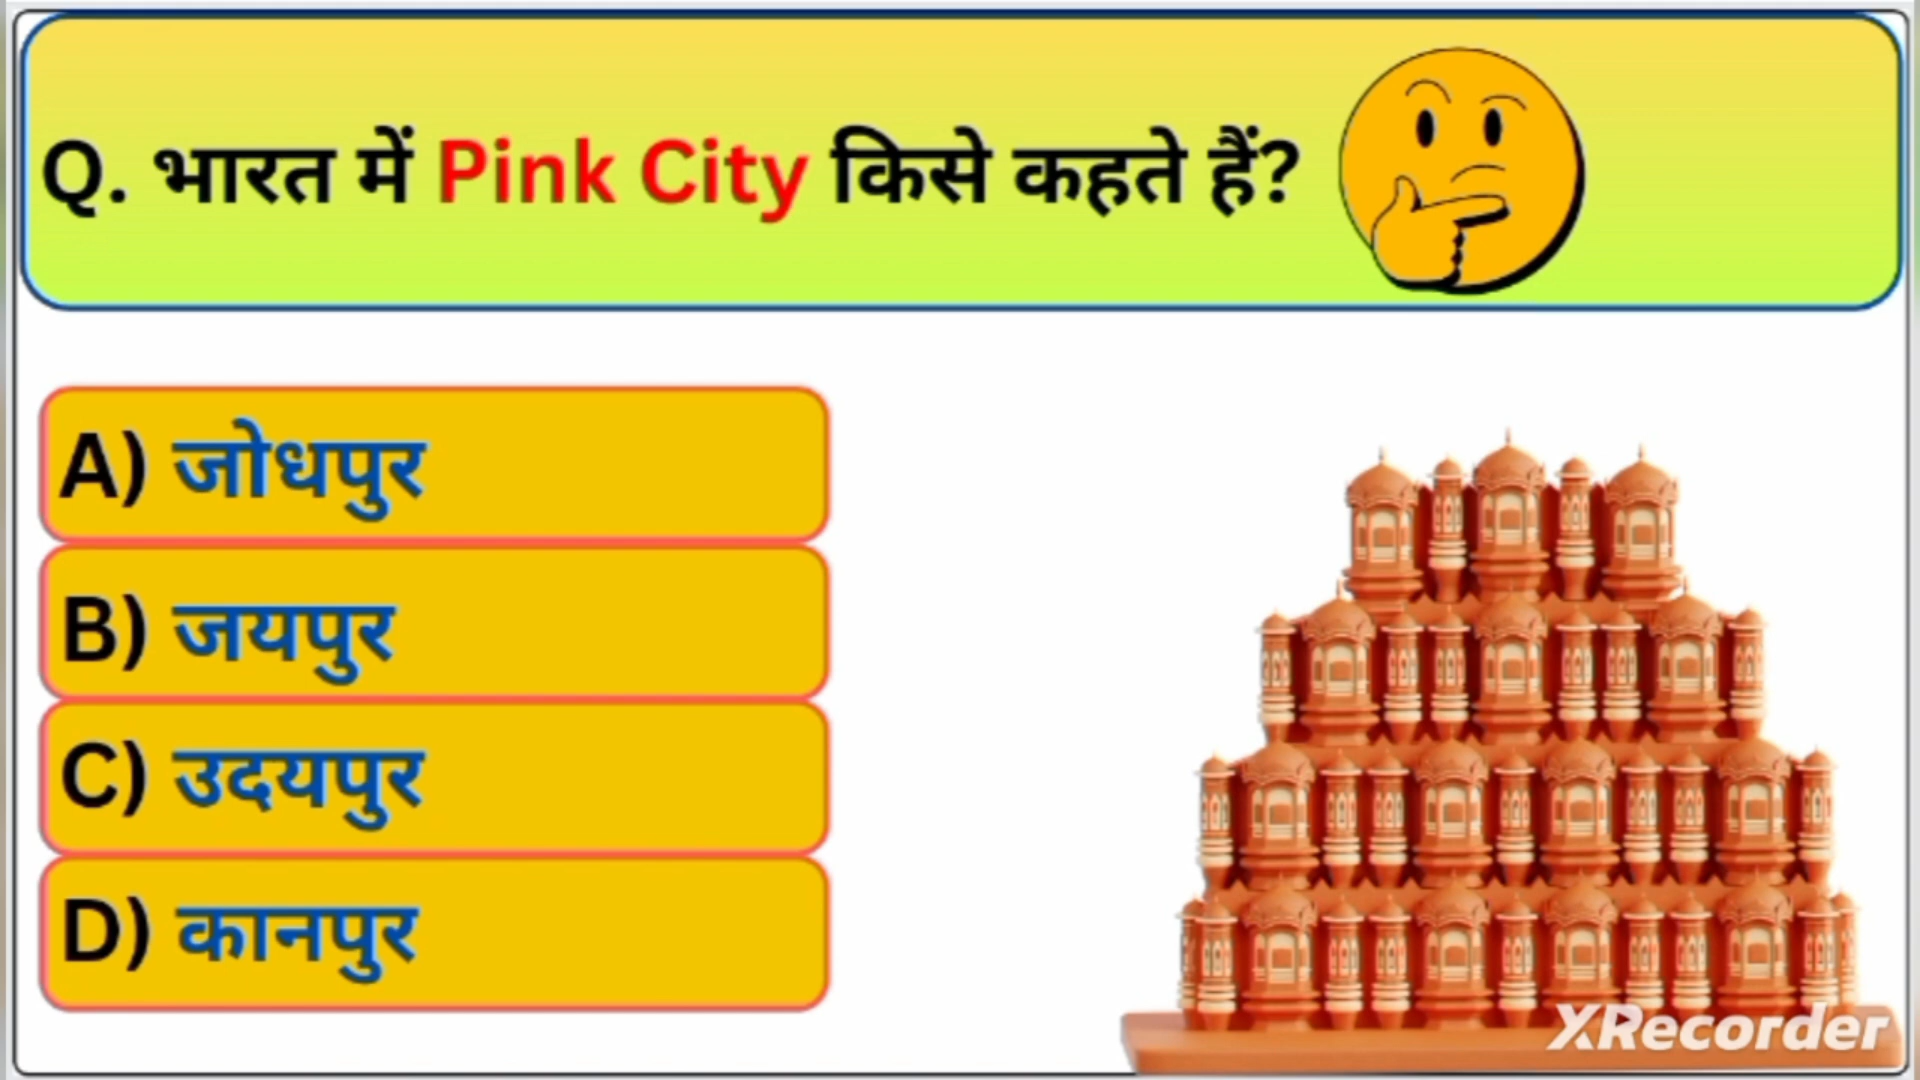 Q. भारत में Pink City किसे कहते हैं?
A) जोधपुर
B) जयपुर
C) उदयपुर
D) कानपुर
XRecorder